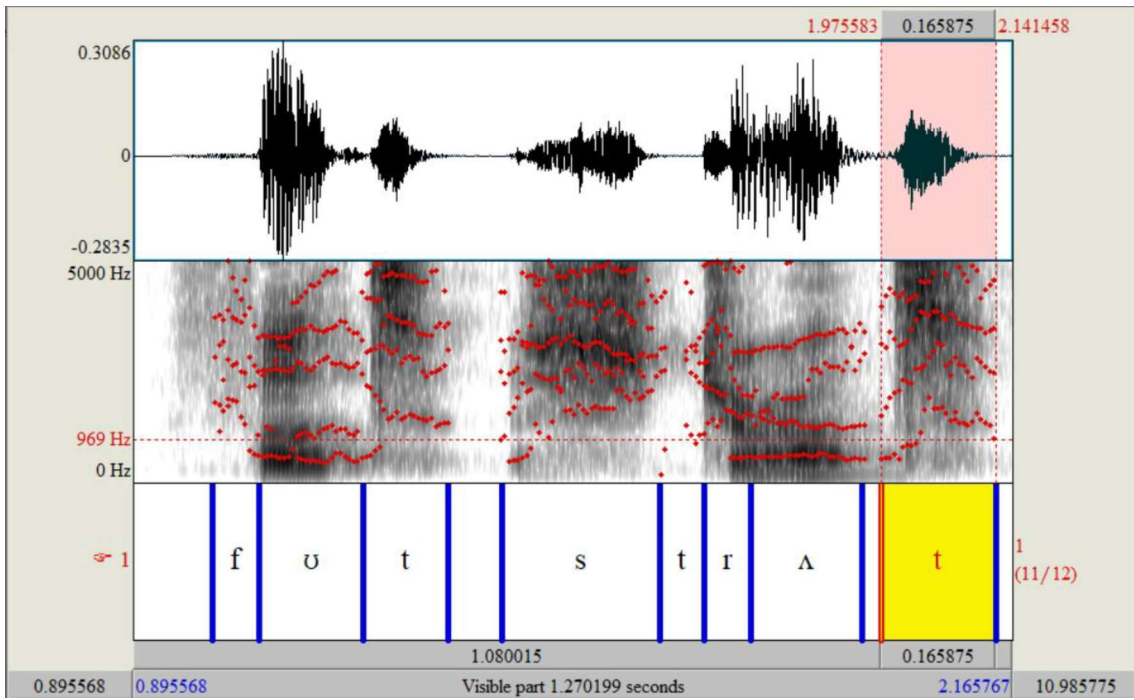 1.975583 0.165875 2.141458
0.3086
0
-0.2835
5000 Hz
969 Hz
0 Hz
☞ 1 f ʊ t s t r ʌ t 1
(11/12)
1.080015 0.165875
0.895568 0.895568 Visible part 1.270199 seconds 2.165767 10.985775